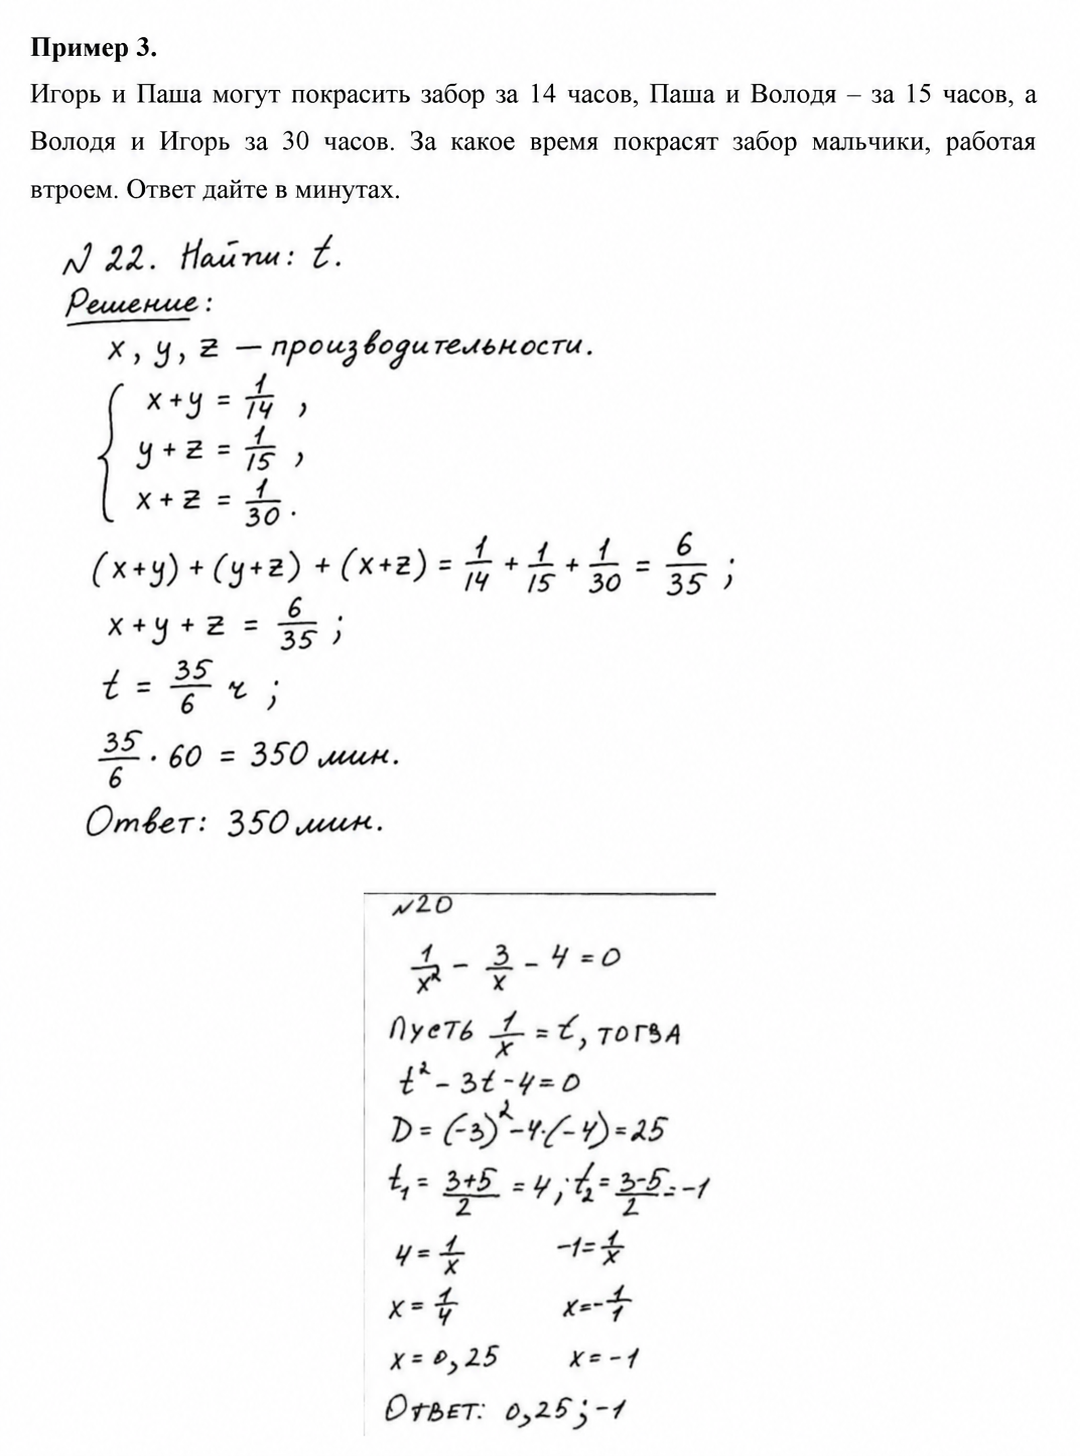 Пример 3.
Игорь и Паша могут покрасить забор за 14 часов, Паша и Володя – за 15 часов, а
Володя и Игорь за 30 часов. За какое время покрасят забор мальчики, работая
втроем. Ответ дайте в минутах.
№ 22. Найти: t.
Решение:
x, y, z — производительности.
x + y = 1/14 ,
y + z = 1/15 ,
x + z = 1/30 .
(x+y) + (y+z) + (x+z) = 1/14 + 1/15 + 1/30 = 6/35 ;
x + y + z = 6/35 ;
t = 35/6 ч ;
35/6 · 60 = 350 мин.
Ответ: 350 мин.
№20
1/x² - 3/x - 4 = 0
Пусть 1/x = t, тогда
t² - 3t - 4 = 0
D = (-3)² - 4·(-4) = 25
t₁ = (3+5)/2 = 4; t₂ = (3-5)/2 = -1
4 = 1/x -1 = 1/x
x = 1/4 x = -1/1
x = 0,25 x = -1
Ответ: 0,25; -1